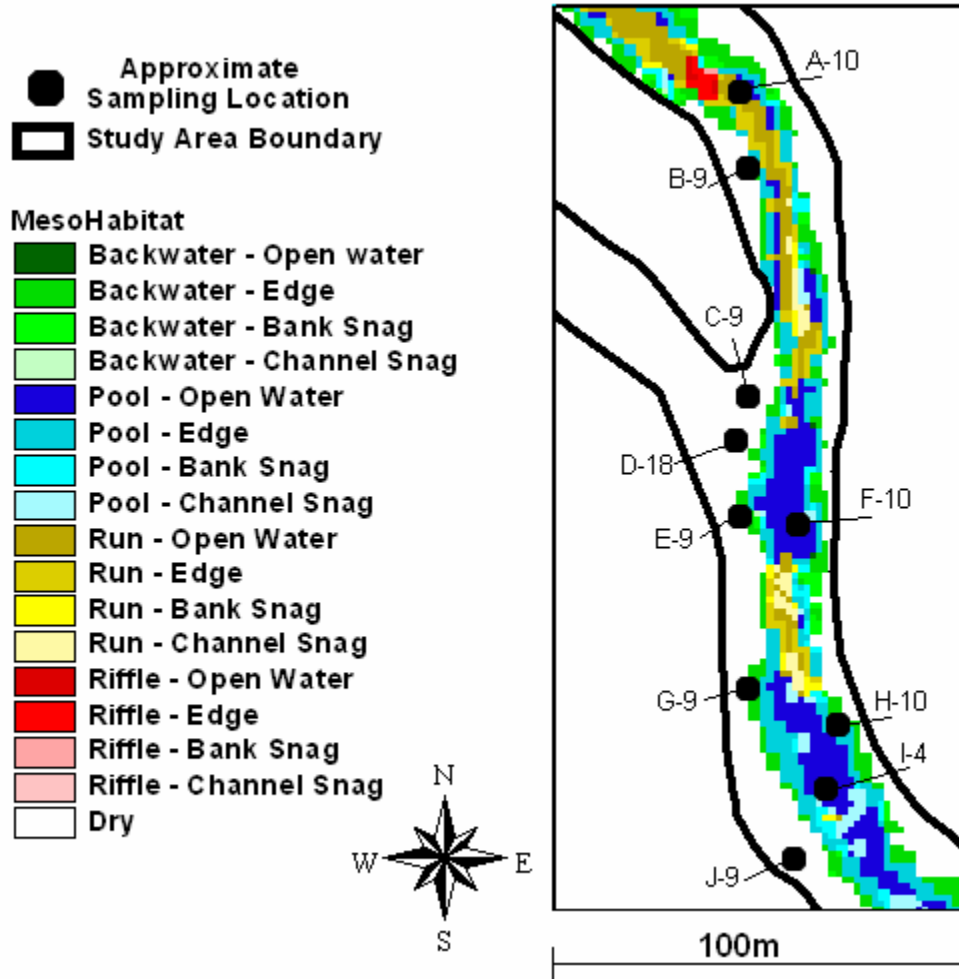 Approximate
Sampling Location
Study Area Boundary
MesoHabitat
Backwater - Open water
Backwater - Edge
Backwater - Bank Snag
Backwater - Channel Snag
Pool - Open Water
Pool - Edge
Pool - Bank Snag
Pool - Channel Snag
Run - Open Water
Run - Edge
Run - Bank Snag
Run - Channel Snag
Riffle - Open Water
Riffle - Edge
Riffle - Bank Snag
Riffle - Channel Snag
Dry
N
W E
S
A-10
B-9
C-9
D-18
F-10
E-9
G-9
H-10
I-4
J-9
100m